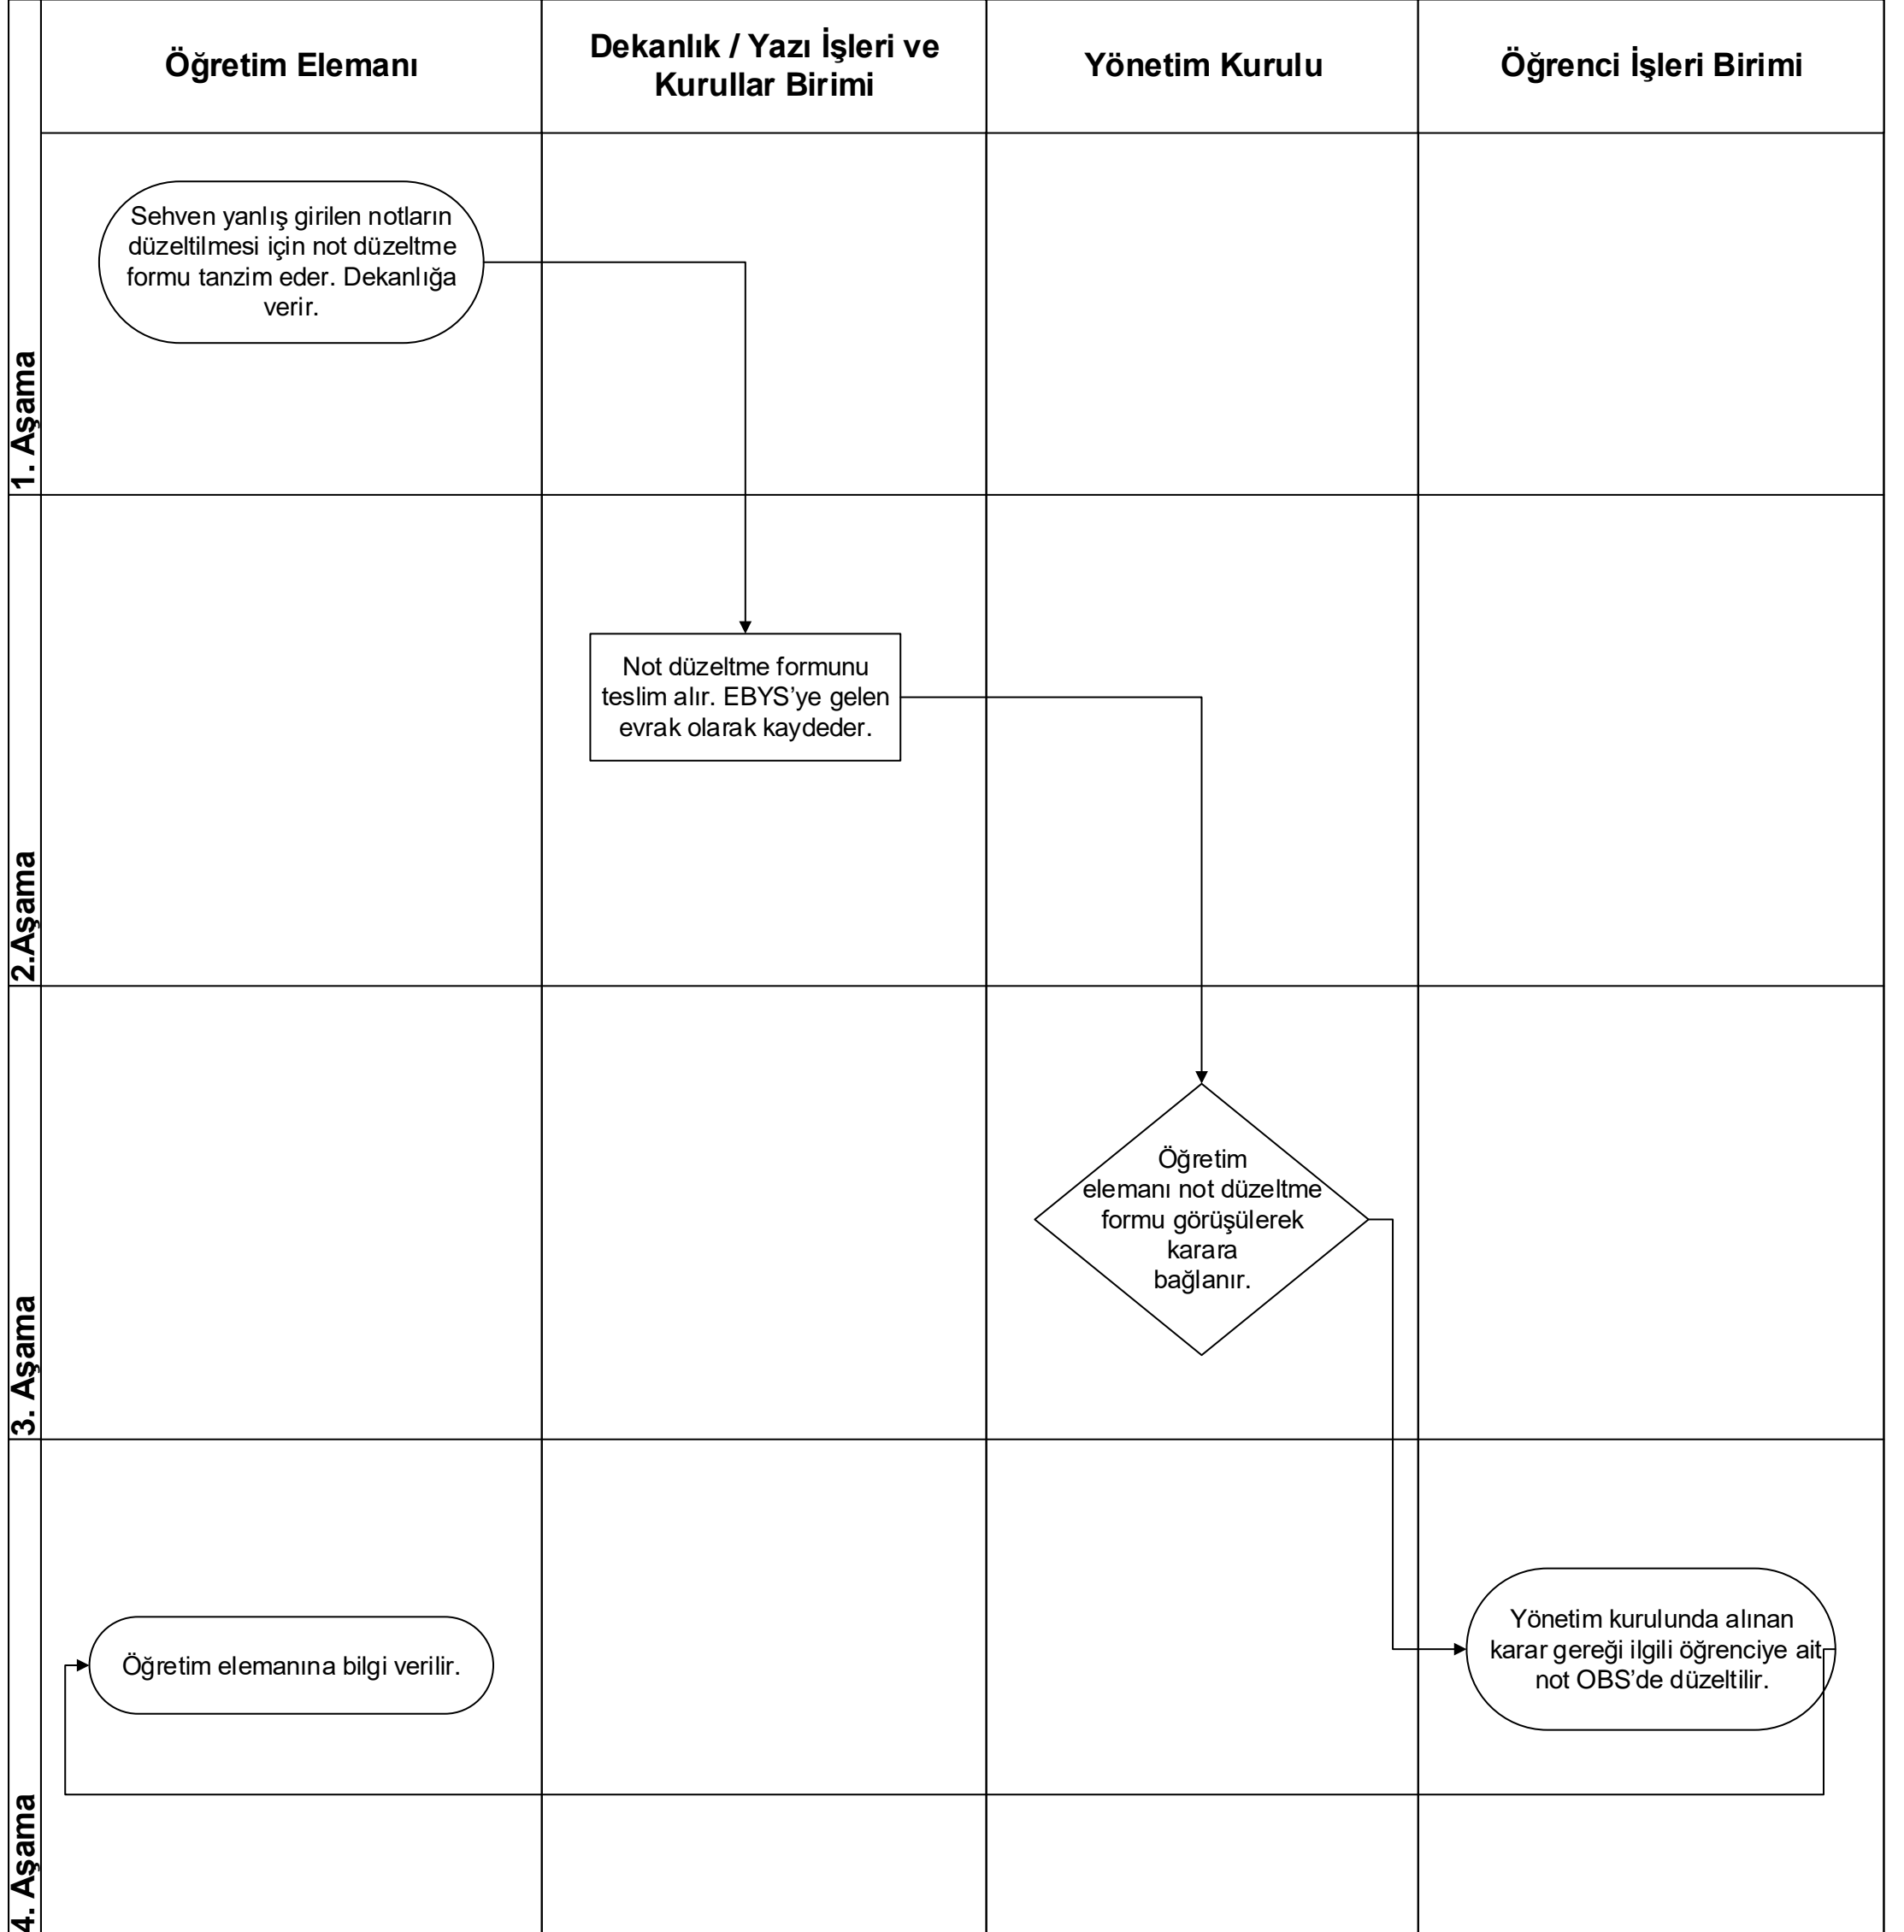 Öğretim Elemanı
Dekanlık / Yazı İşleri ve
Kurullar Birimi
Yönetim Kurulu
Öğrenci İşleri Birimi
1. Aşama
Sehven yanlış girilen notların
düzeltilmesi için not düzeltme
formu tanzim eder. Dekanlığa
verir.
2.Aşama
Not düzeltme formunu
teslim alır. EBYS’ye gelen
evrak olarak kaydeder.
3. Aşama
Öğretim
elemanı not düzeltme
formu görüşülerek
karara
bağlanır.
4. Aşama
Öğretim elemanına bilgi verilir.
Yönetim kurulunda alınan
karar gereği ilgili öğrenciye ait
not OBS’de düzeltilir.